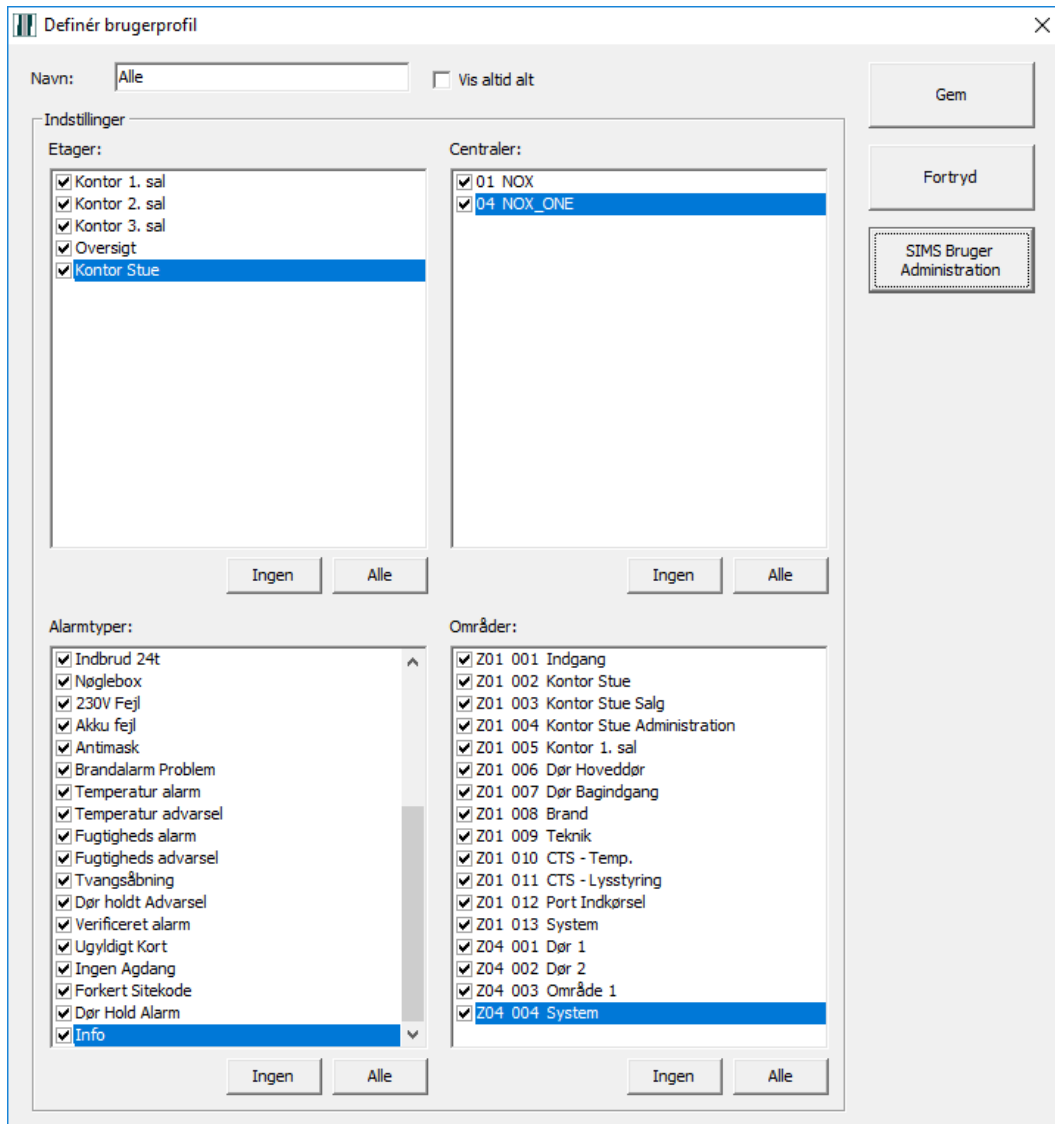 Definér brugerprofil
Navn:
Alle
Vis altid alt
Gem
Fortryd
SIMS Bruger
Administration
Indstillinger
Etager:
Kontor 1. sal
Kontor 2. sal
Kontor 3. sal
Oversigt
Kontor Stue
Ingen
Alle
Centraler:
01 NOX
04 NOX_ONE
Ingen
Alle
Alarmtyper:
Indbrud 24t
Nøglebox
230V Fejl
Akku fejl
Antimask
Brandalarm Problem
Temperatur alarm
Temperatur advarsel
Fugtigheds alarm
Fugtigheds advarsel
Tvangsåbning
Dør holdt Advarsel
Verificeret alarm
Ugyldigt Kort
Ingen Agdang
Forkert Sitekode
Dør Hold Alarm
Info
Ingen
Alle
Områder:
Z01 001 Indgang
Z01 002 Kontor Stue
Z01 003 Kontor Stue Salg
Z01 004 Kontor Stue Administration
Z01 005 Kontor 1. sal
Z01 006 Dør Hoveddør
Z01 007 Dør Bagindgang
Z01 008 Brand
Z01 009 Teknik
Z01 010 CTS - Temp.
Z01 011 CTS - Lysstyring
Z01 012 Port Indkørsel
Z01 013 System
Z04 001 Dør 1
Z04 002 Dør 2
Z04 003 Område 1
Z04 004 System
Ingen
Alle